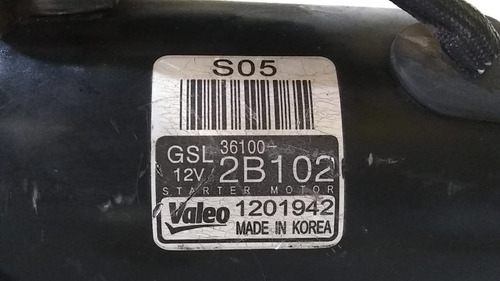 S05
GSL 36100-
12V 2B102
STARTER MOTOR
Valeo 1201942
MADE IN KOREA